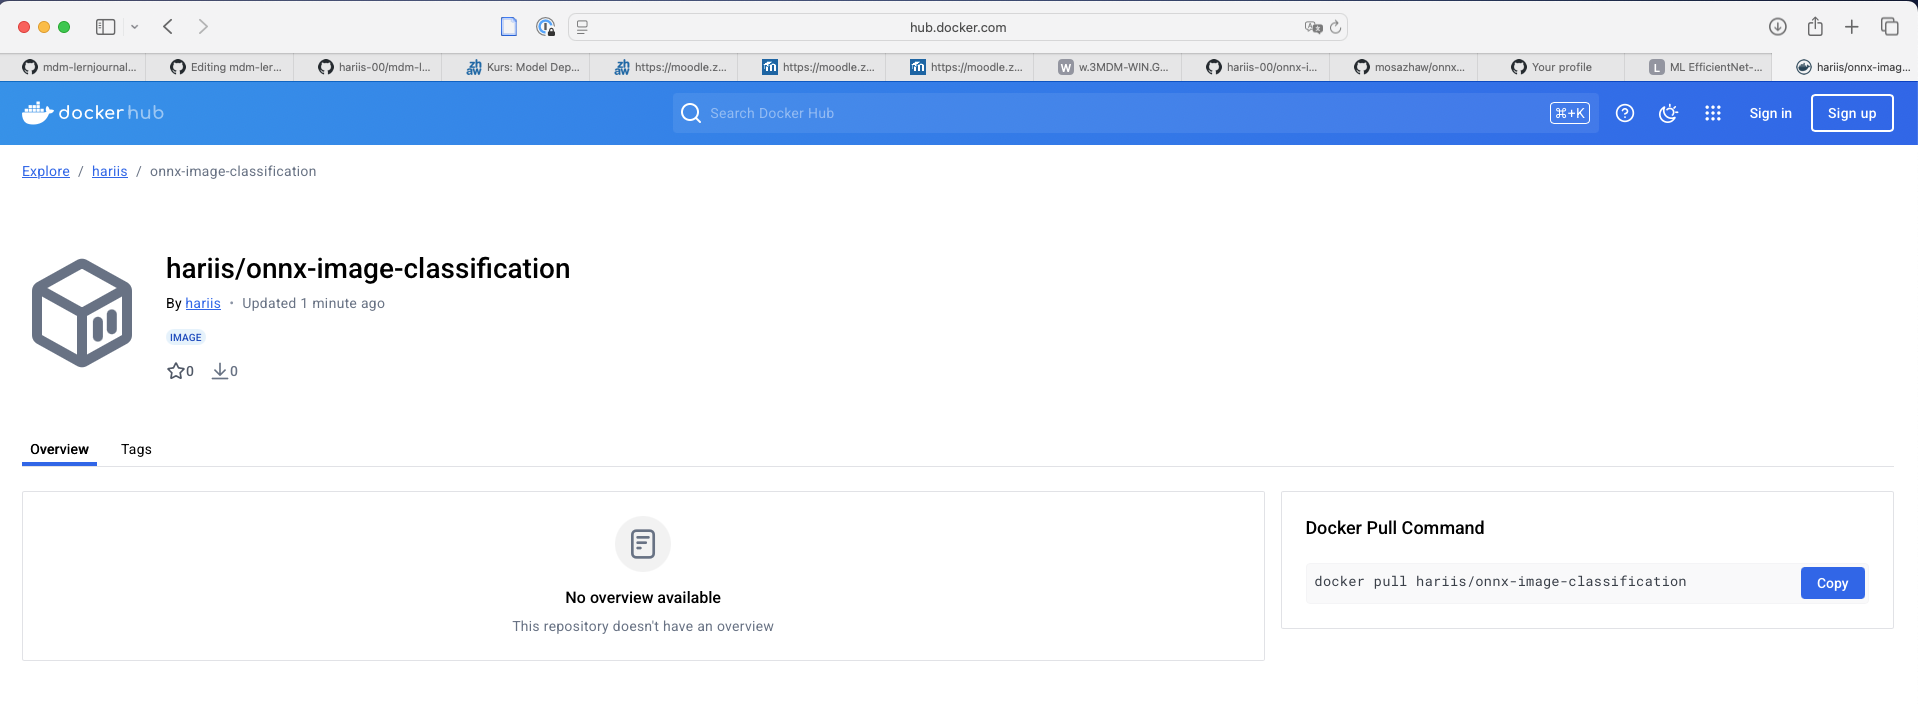 hub.docker.com
mdm-lernjournal...
Editing mdm-ler...
hariis-00/mdm-l...
zh aw Kurs: Model Dep...
zh aw https://moodle.z...
m https://moodle.z...
m https://moodle.z...
W w.3MDM-WIN.G...
hariis-00/onnx-i...
mosazhaw/onnx...
Your profile
L ML EfficientNet-...
hariis/onnx-imag...
docker hub
Search Docker Hub
⌘+K
Sign in
Sign up
Explore / hariis / onnx-image-classification
hariis/onnx-image-classification
By hariis • Updated 1 minute ago
IMAGE
0 0
Overview Tags
No overview available
This repository doesn't have an overview
Docker Pull Command
docker pull hariis/onnx-image-classification
Copy